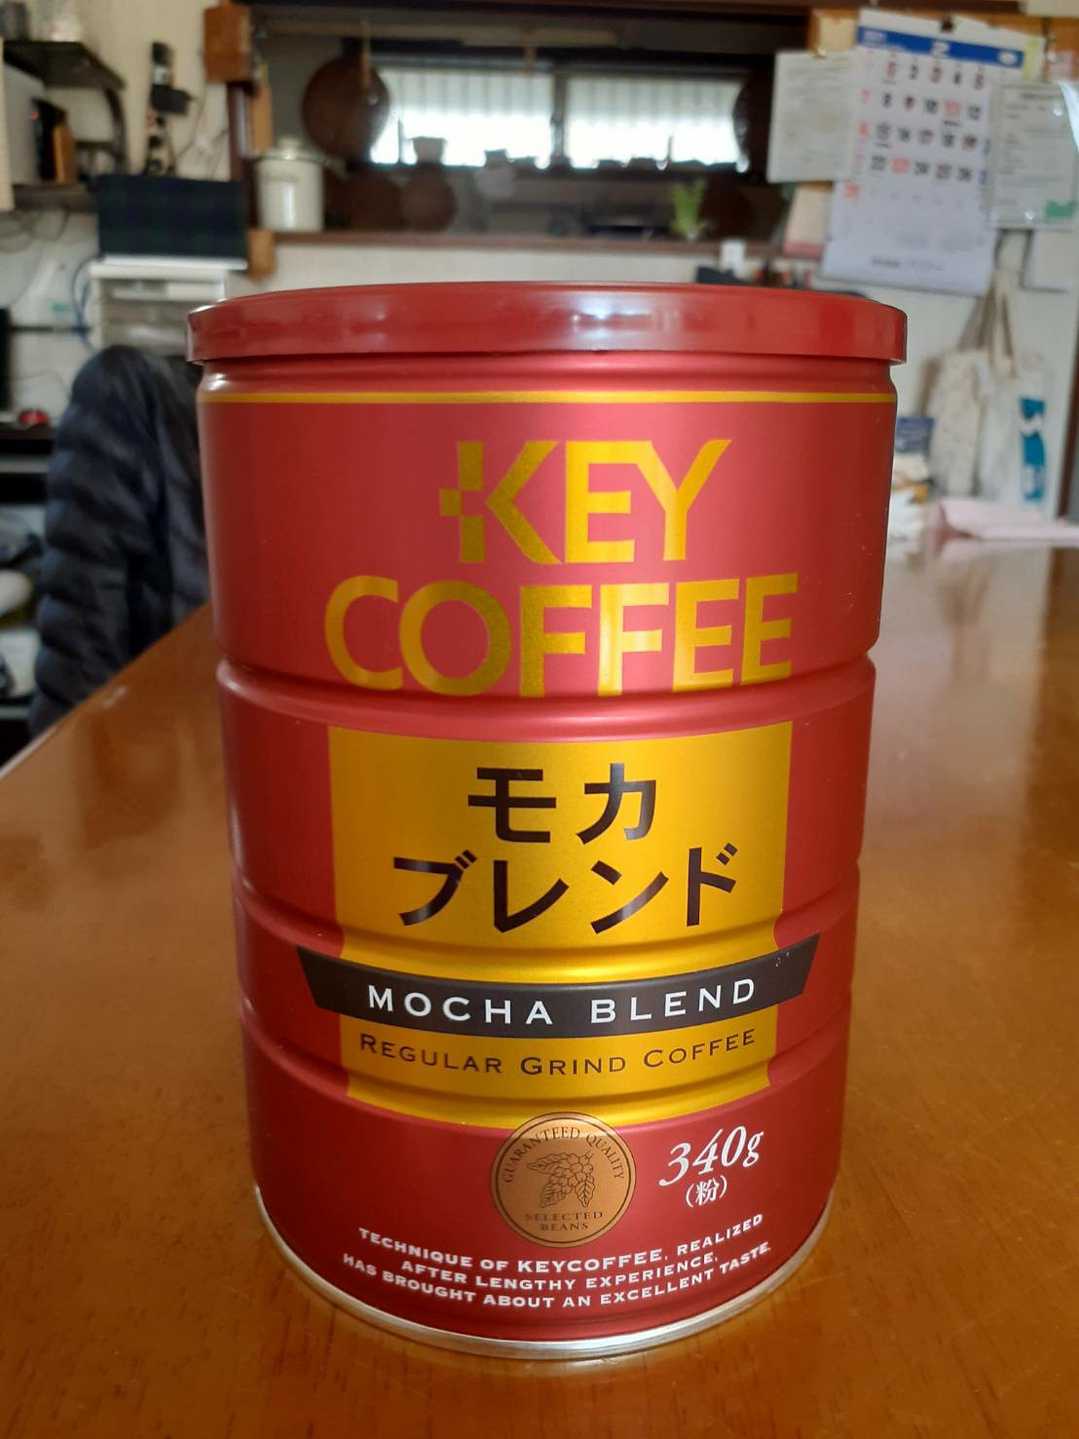 KEY
COFFEE
モカ
ブレンド
MOCHA BLEND
REGULAR GRIND COFFEE
GUARANTEED QUALITY
SELECTED
BEANS
340g
(粉)
TECHNIQUE OF KEYCOFFEE, REALIZED
AFTER LENGTHY EXPERIENCE,
HAS BROUGHT ABOUT AN EXCELLENT TASTE.
2